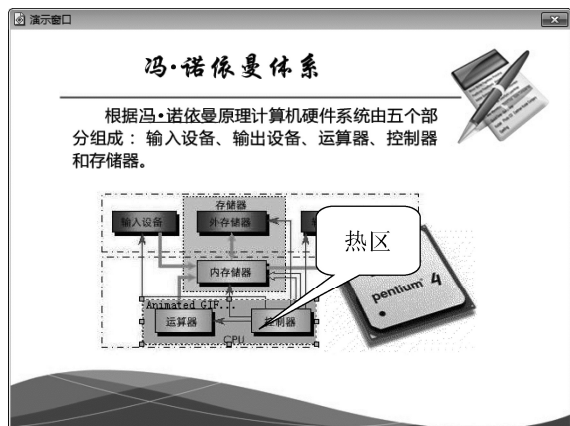 演示窗口
冯·诺依曼体系
根据冯·诺依曼原理计算机硬件系统由五个部
分组成：输入设备、输出设备、运算器、控制器
和存储器。
存储器
输入设备
外存储器
热区
内存储器
pentium 4
Animated GIF...
运算器
控制器
CPU